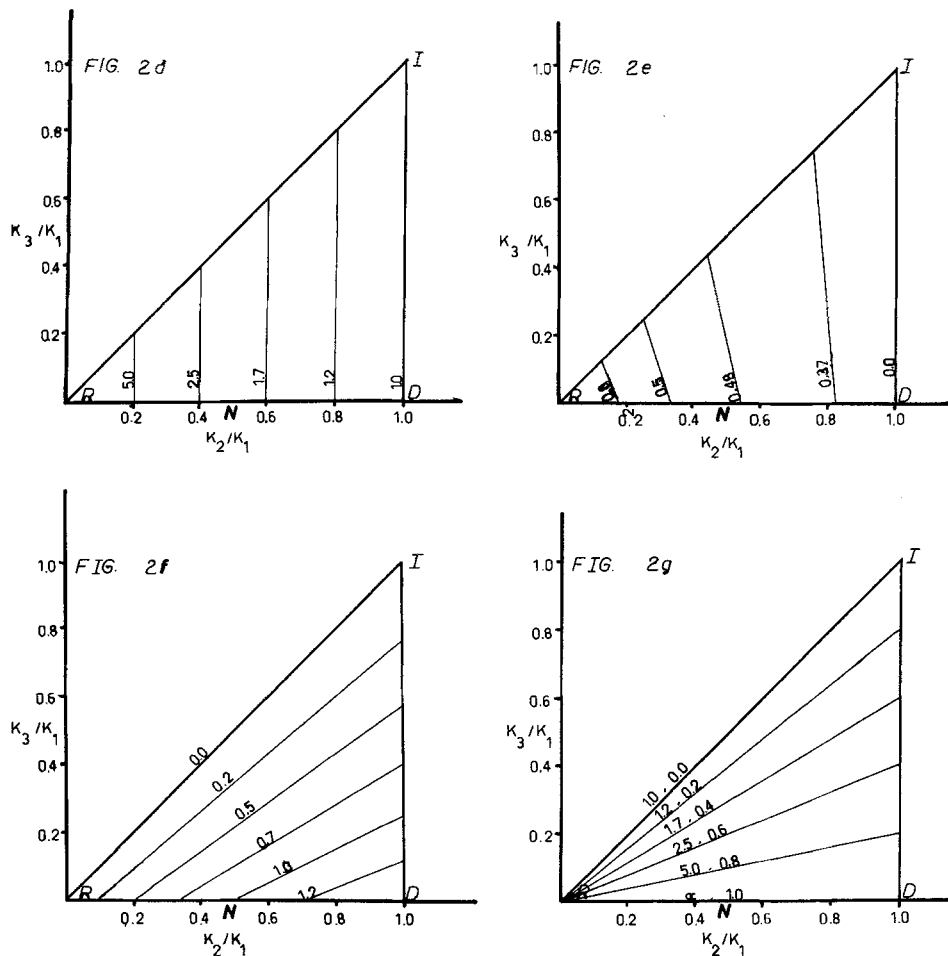 FIG. 2d
I
1.0
0.8
0.6
K3/K1
0.4
0.2
5.0
2.5
1.7
1.2
1.0
R
D
0.2
0.4
N
0.6
0.8
1.0
K2/K1
FIG. 2e
I
1.0
0.8
0.6
K3/K1
0.4
0.2
0.5
0.48
0.37
0.0
R
D
0.2
0.4
N
0.6
0.8
1.0
K2/K1
FIG. 2f
I
1.0
0.8
0.6
K3/K1
0.4
0.2
0.0
0.2
0.5
0.7
1.0
1.2
R
D
0.2
0.4
N
0.6
0.8
1.0
K2/K1
FIG. 2g
I
1.0
0.8
0.6
K3/K1
0.4
0.2
1.0 - 0.0
1.2 - 0.2
1.7 - 0.4
2.5 - 0.6
5.0 - 0.8
∝ - 1.0
R
D
0.2
0.4
N
0.6
0.8
1.0
K2/K1